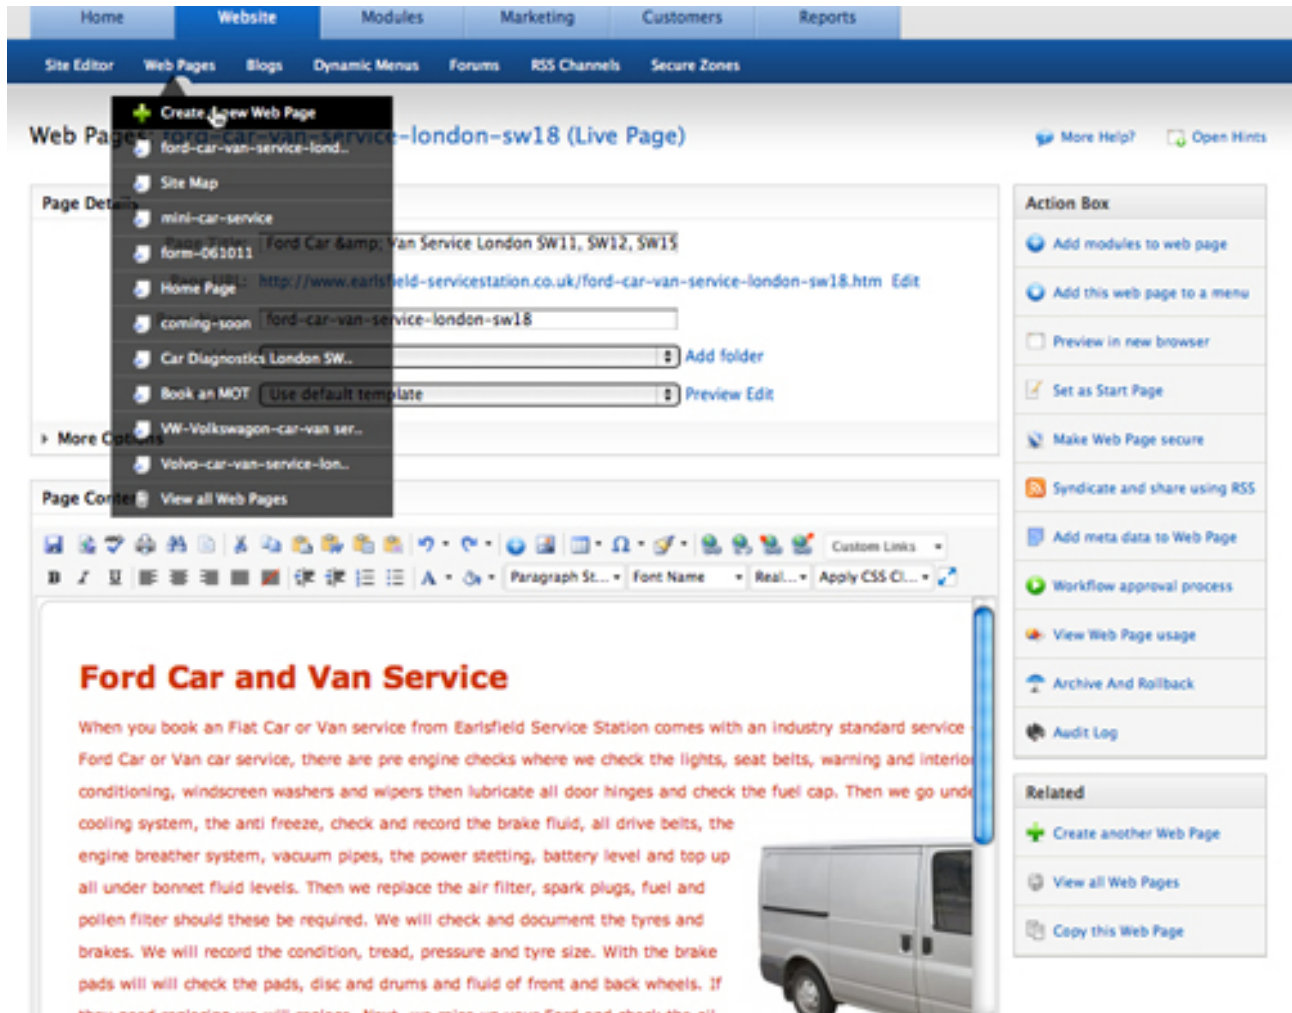 Home Website Modules Marketing Customers Reports
Site Editor Web Pages Blogs Dynamic Menus Forums RSS Channels Secure Zones
Create a new Web Page
Web Pages: ford-car-van-service-london-sw18 (Live Page)
More Help? Open Hints
ford-car-van-service-lond..
Site Map
mini-car-service
form-061011
Home Page
coming-soon
Car Diagnostics London SW..
Book an MOT
VW-Volkswagon-car-van ser..
Volvo-car-van-service-lon..
View all Web Pages
Page Details
Page Title: Ford Car &amp; Van Service London SW11, SW12, SW15
Page URL: http://www.earlsfield-servicestation.co.uk/ford-car-van-service-london-sw18.htm Edit
ford-car-van-service-london-sw18
Add folder
Use default template Preview Edit
More Options
Action Box
Add modules to web page
Add this web page to a menu
Preview in new browser
Set as Start Page
Make Web Page secure
Syndicate and share using RSS
Add meta data to Web Page
Workflow approval process
View Web Page usage
Archive And Rollback
Audit Log
Related
Create another Web Page
View all Web Pages
Copy this Web Page
Page Content
Custom Links
B I U A Paragraph St... Font Name Real... Apply CSS Cl...
Ford Car and Van Service
When you book an Fiat Car or Van service from Earlsfield Service Station comes with an industry standard service
Ford Car or Van car service, there are pre engine checks where we check the lights, seat belts, warning and interio
conditioning, windscreen washers and wipers then lubricate all door hinges and check the fuel cap. Then we go unde
cooling system, the anti freeze, check and record the brake fluid, all drive belts, the
engine breather system, vacuum pipes, the power stetting, battery level and top up
all under bonnet fluid levels. Then we replace the air filter, spark plugs, fuel and
pollen filter should these be required. We will check and document the tyres and
brakes. We will record the condition, tread, pressure and tyre size. With the brake
pads will will check the pads, disc and drums and fluid of front and back wheels. If